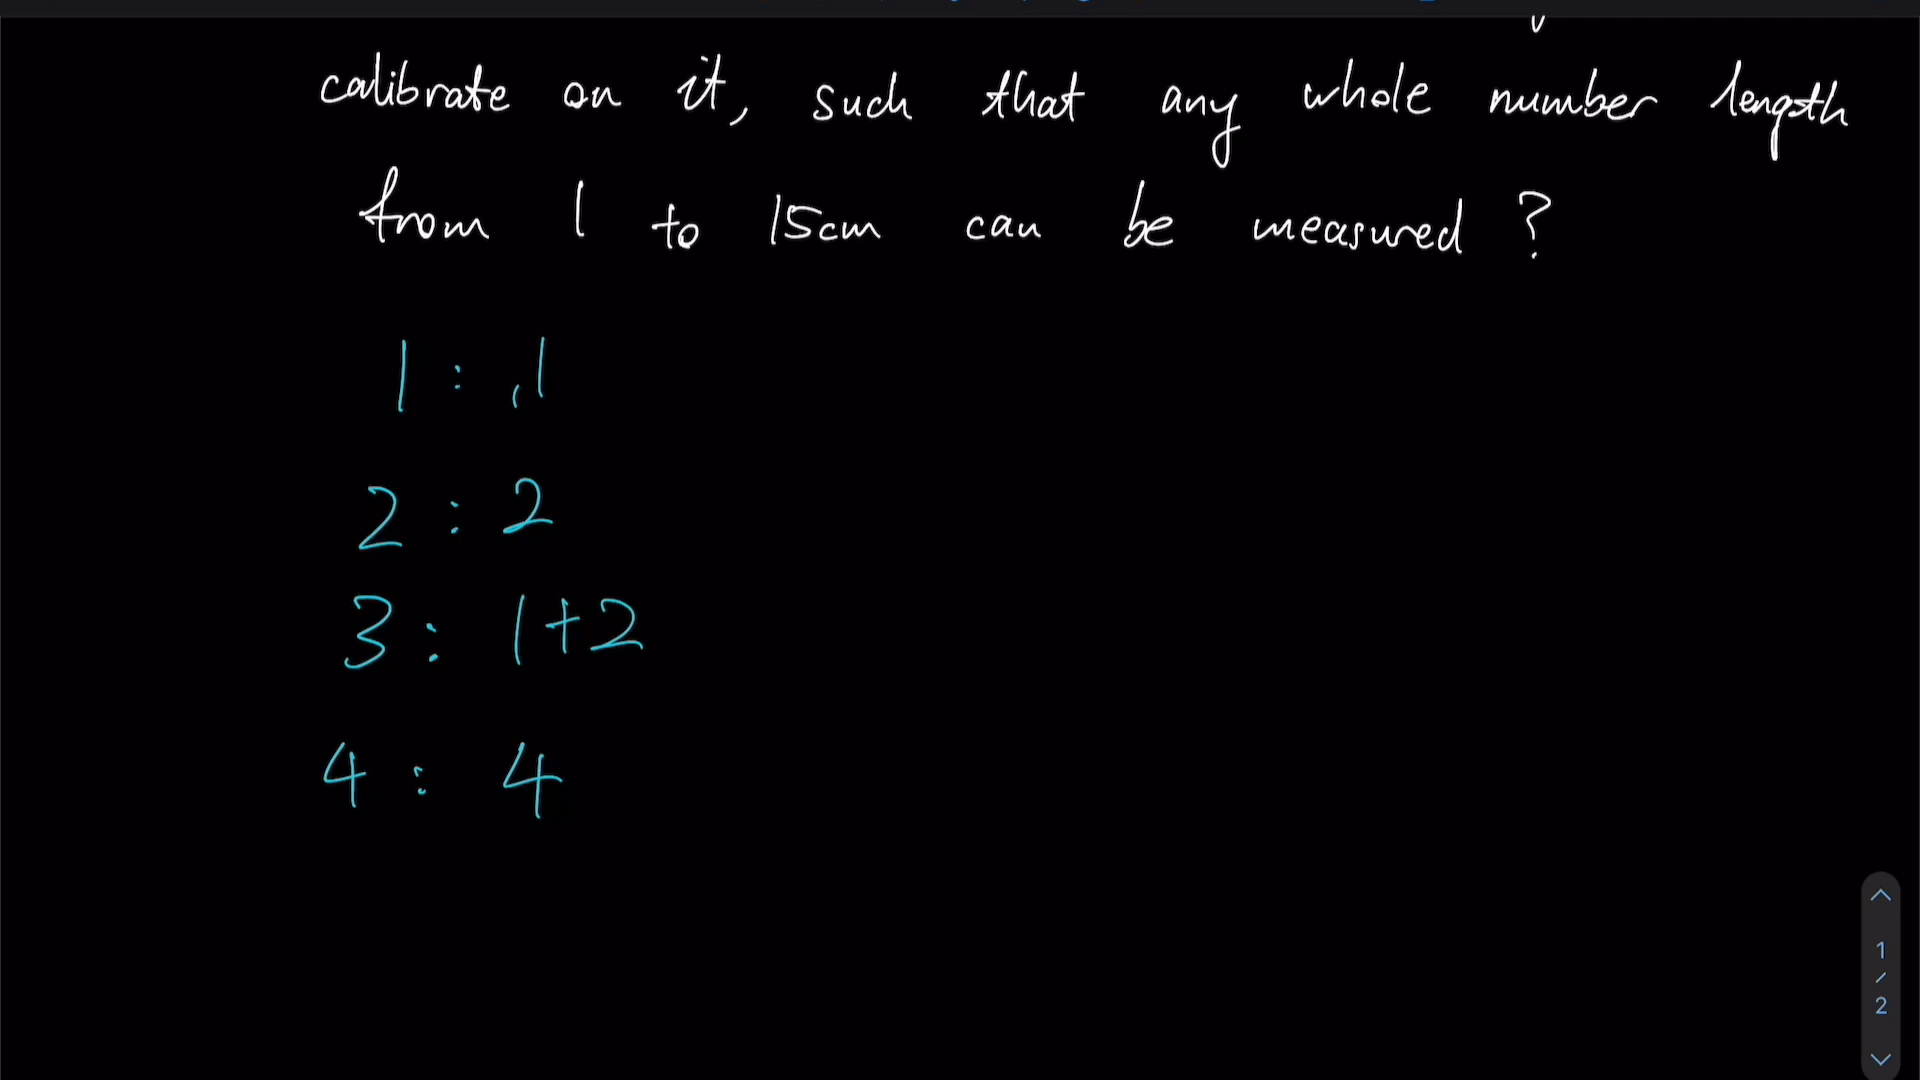 calibrate on it, such that any whole number length
from 1 to 15cm can be measured ?
1 : 1
2 : 2
3 : 1+2
4 : 4
1
/
2